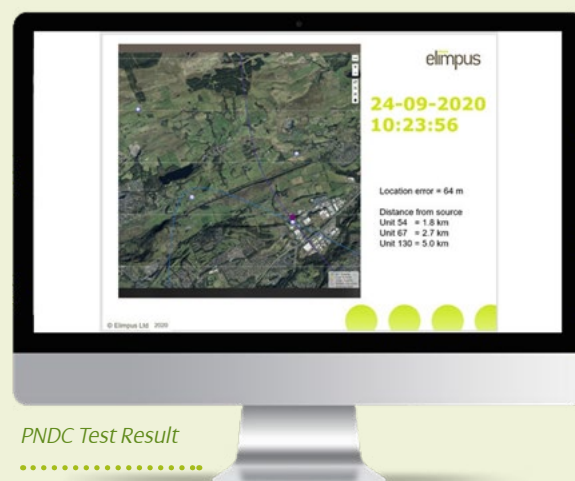 elimpus
24-09-2020
10:23:56
Location error = 64 m
Distance from source
Unit 54 = 1.8 km
Unit 67 = 2.7 km
Unit 130 = 5.0 km
© Elimpus Ltd 2020
PNDC Test Result